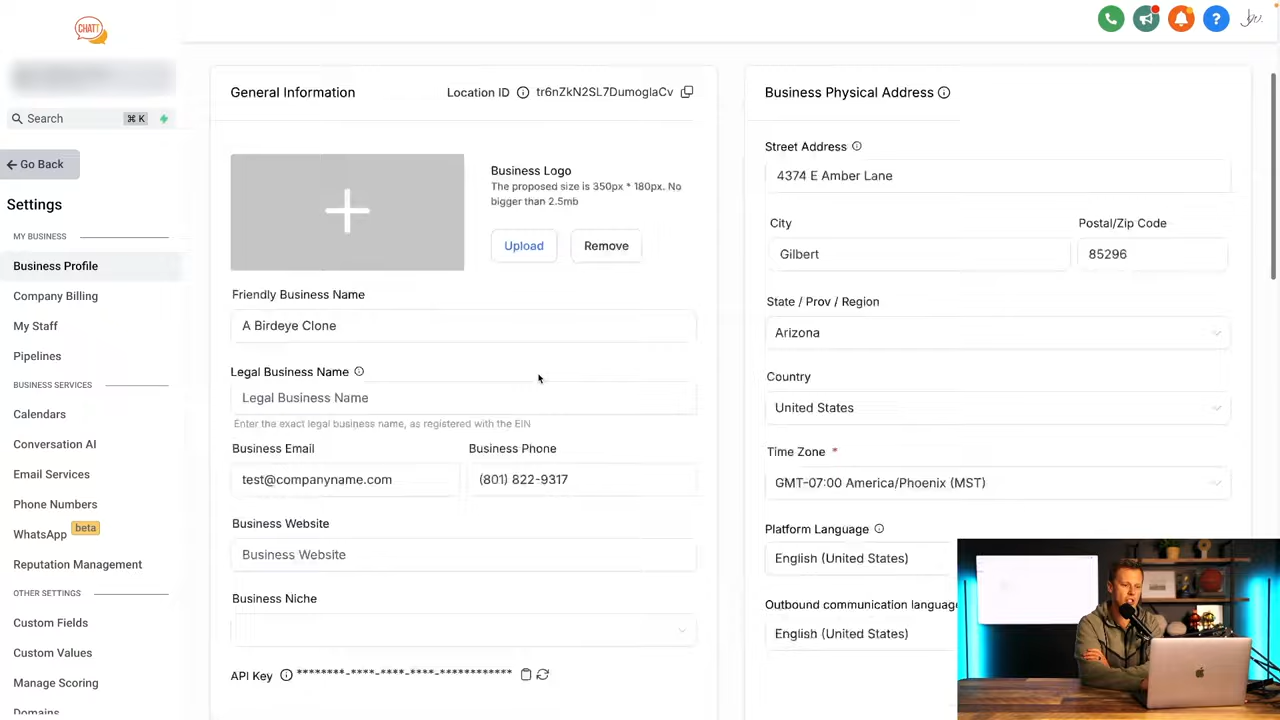 CHATT
Search
⌘ K
Go Back
Settings
MY BUSINESS
Business Profile
Company Billing
My Staff
Pipelines
BUSINESS SERVICES
Calendars
Conversation AI
Email Services
Phone Numbers
WhatsApp beta
Reputation Management
OTHER SETTINGS
Custom Fields
Custom Values
Manage Scoring
Domains
General Information
Location ID tr6nZkN2SL7DumoglaCv
Business Logo
The proposed size is 350px * 180px. No
bigger than 2.5mb
Upload Remove
Friendly Business Name
A Birdeye Clone
Legal Business Name
Legal Business Name
Enter the exact legal business name, as registered with the EIN
Business Email Business Phone
test@companyname.com (801) 822-9317
Business Website
Business Website
Business Niche
API Key ********-****-****-****-************
Business Physical Address
Street Address
4374 E Amber Lane
City Postal/Zip Code
Gilbert 85296
State / Prov / Region
Arizona
Country
United States
Time Zone *
GMT-07:00 America/Phoenix (MST)
Platform Language
English (United States)
Outbound communication language
English (United States)